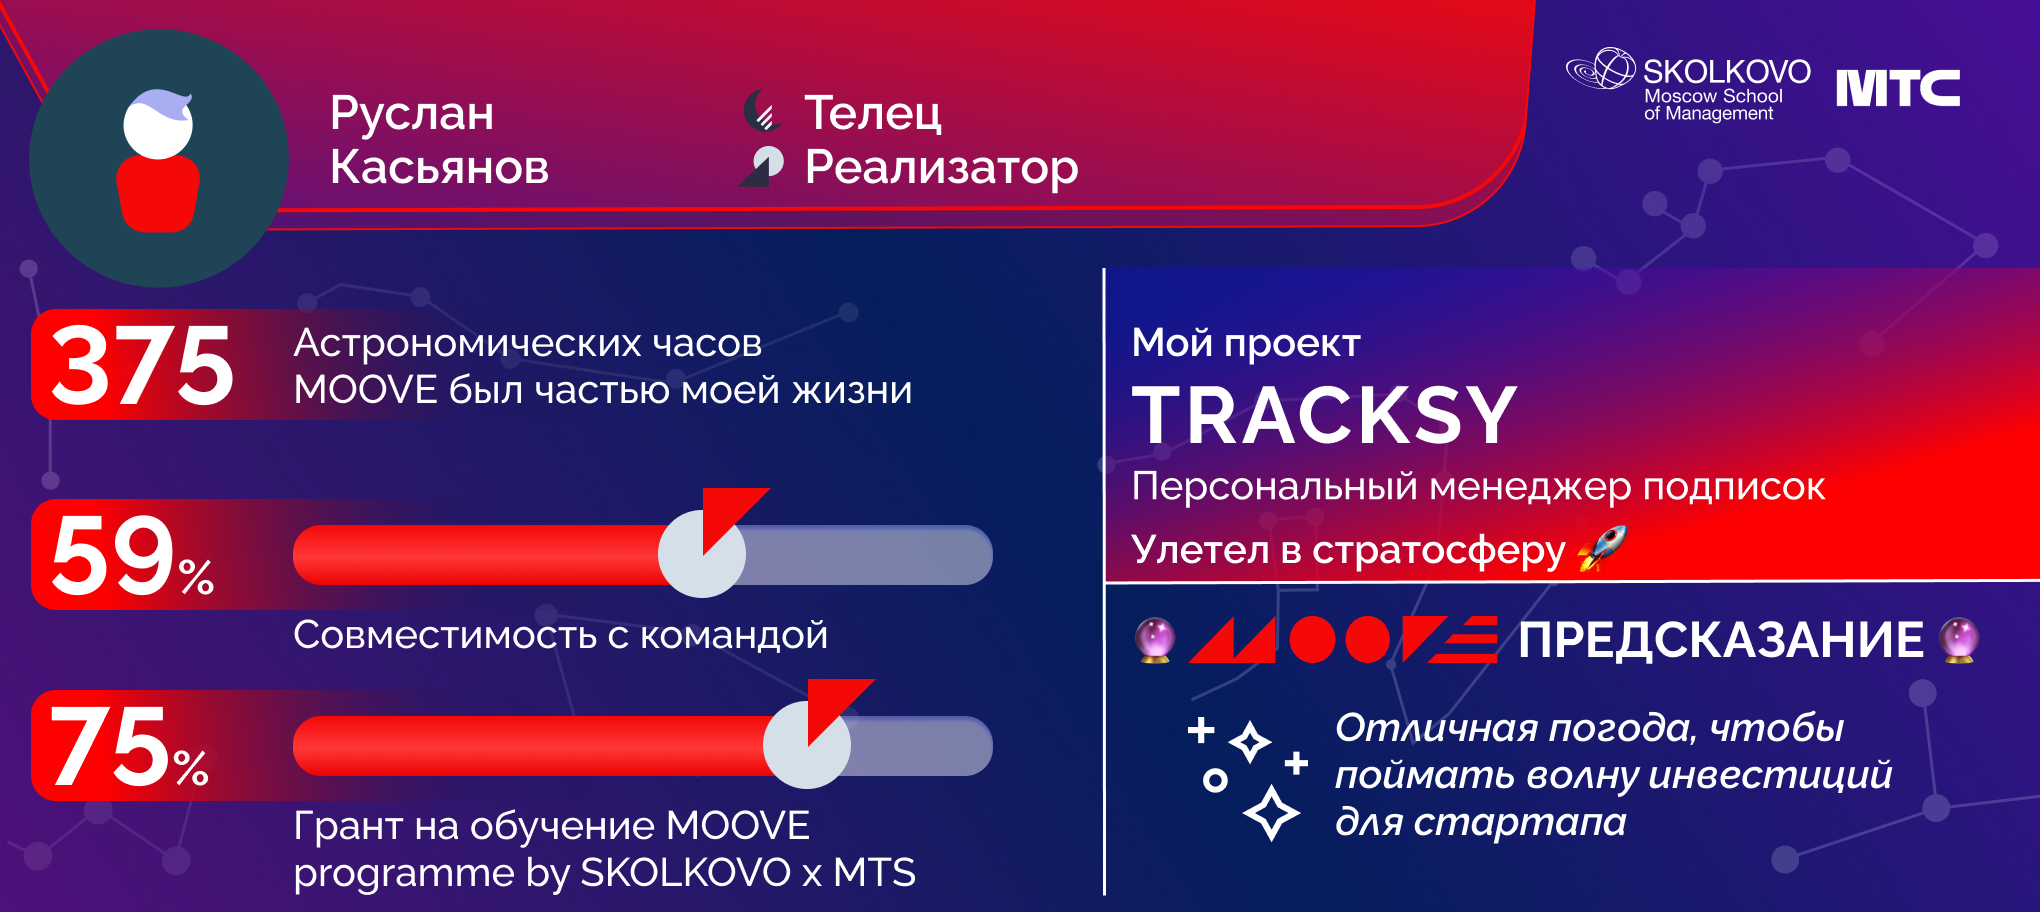 Руслан
Касьянов
Телец
Реализатор
SKOLKOVO
Moscow School
of Management
МТС
375
Астрономических часов
MOOVE был частью моей жизни
59%
Совместимость с командой
75%
Грант на обучение MOOVE
programme by SKOLKOVO x MTS
Мой проект
TRACKSY
Персональный менеджер подписок
Улетел в стратосферу 🚀
🔮 MOOVE ПРЕДСКАЗАНИЕ 🔮
Отличная погода, чтобы
поймать волну инвестиций
для стартапа